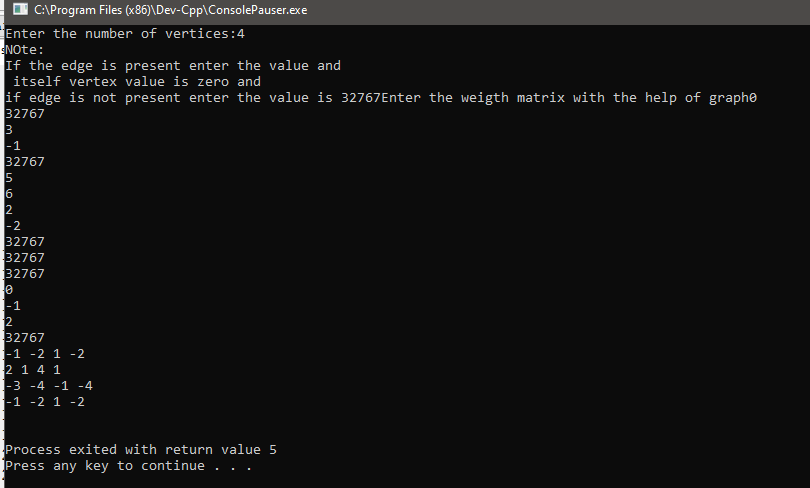 C:\Program Files (x86)\Dev-Cpp\ConsolePauser.exe
Enter the number of vertices:4
NOte:
If the edge is present enter the value and
 itself vertex value is zero and
if edge is not present enter the value is 32767Enter the weigth matrix with the help of graph0
32767
3
-1
32767
5
6
2
-2
32767
32767
32767
0
-1
2
32767
-1 -2 1 -2
2 1 4 1
-3 -4 -1 -4
-1 -2 1 -2
Process exited with return value 5
Press any key to continue . . .